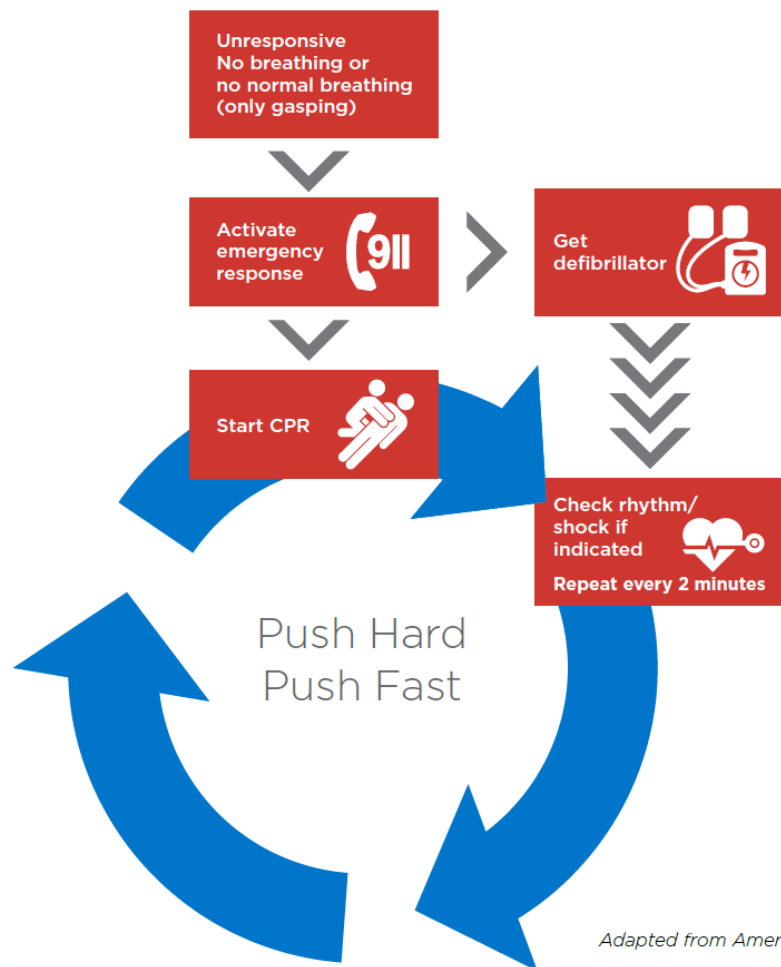 Unresponsive
No breathing or
no normal breathing
(only gasping)
Activate
emergency
response
911
Get
defibrillator
Start CPR
Check rhythm/
shock if
indicated
Repeat every 2 minutes
Push Hard
Push Fast
Adapted from